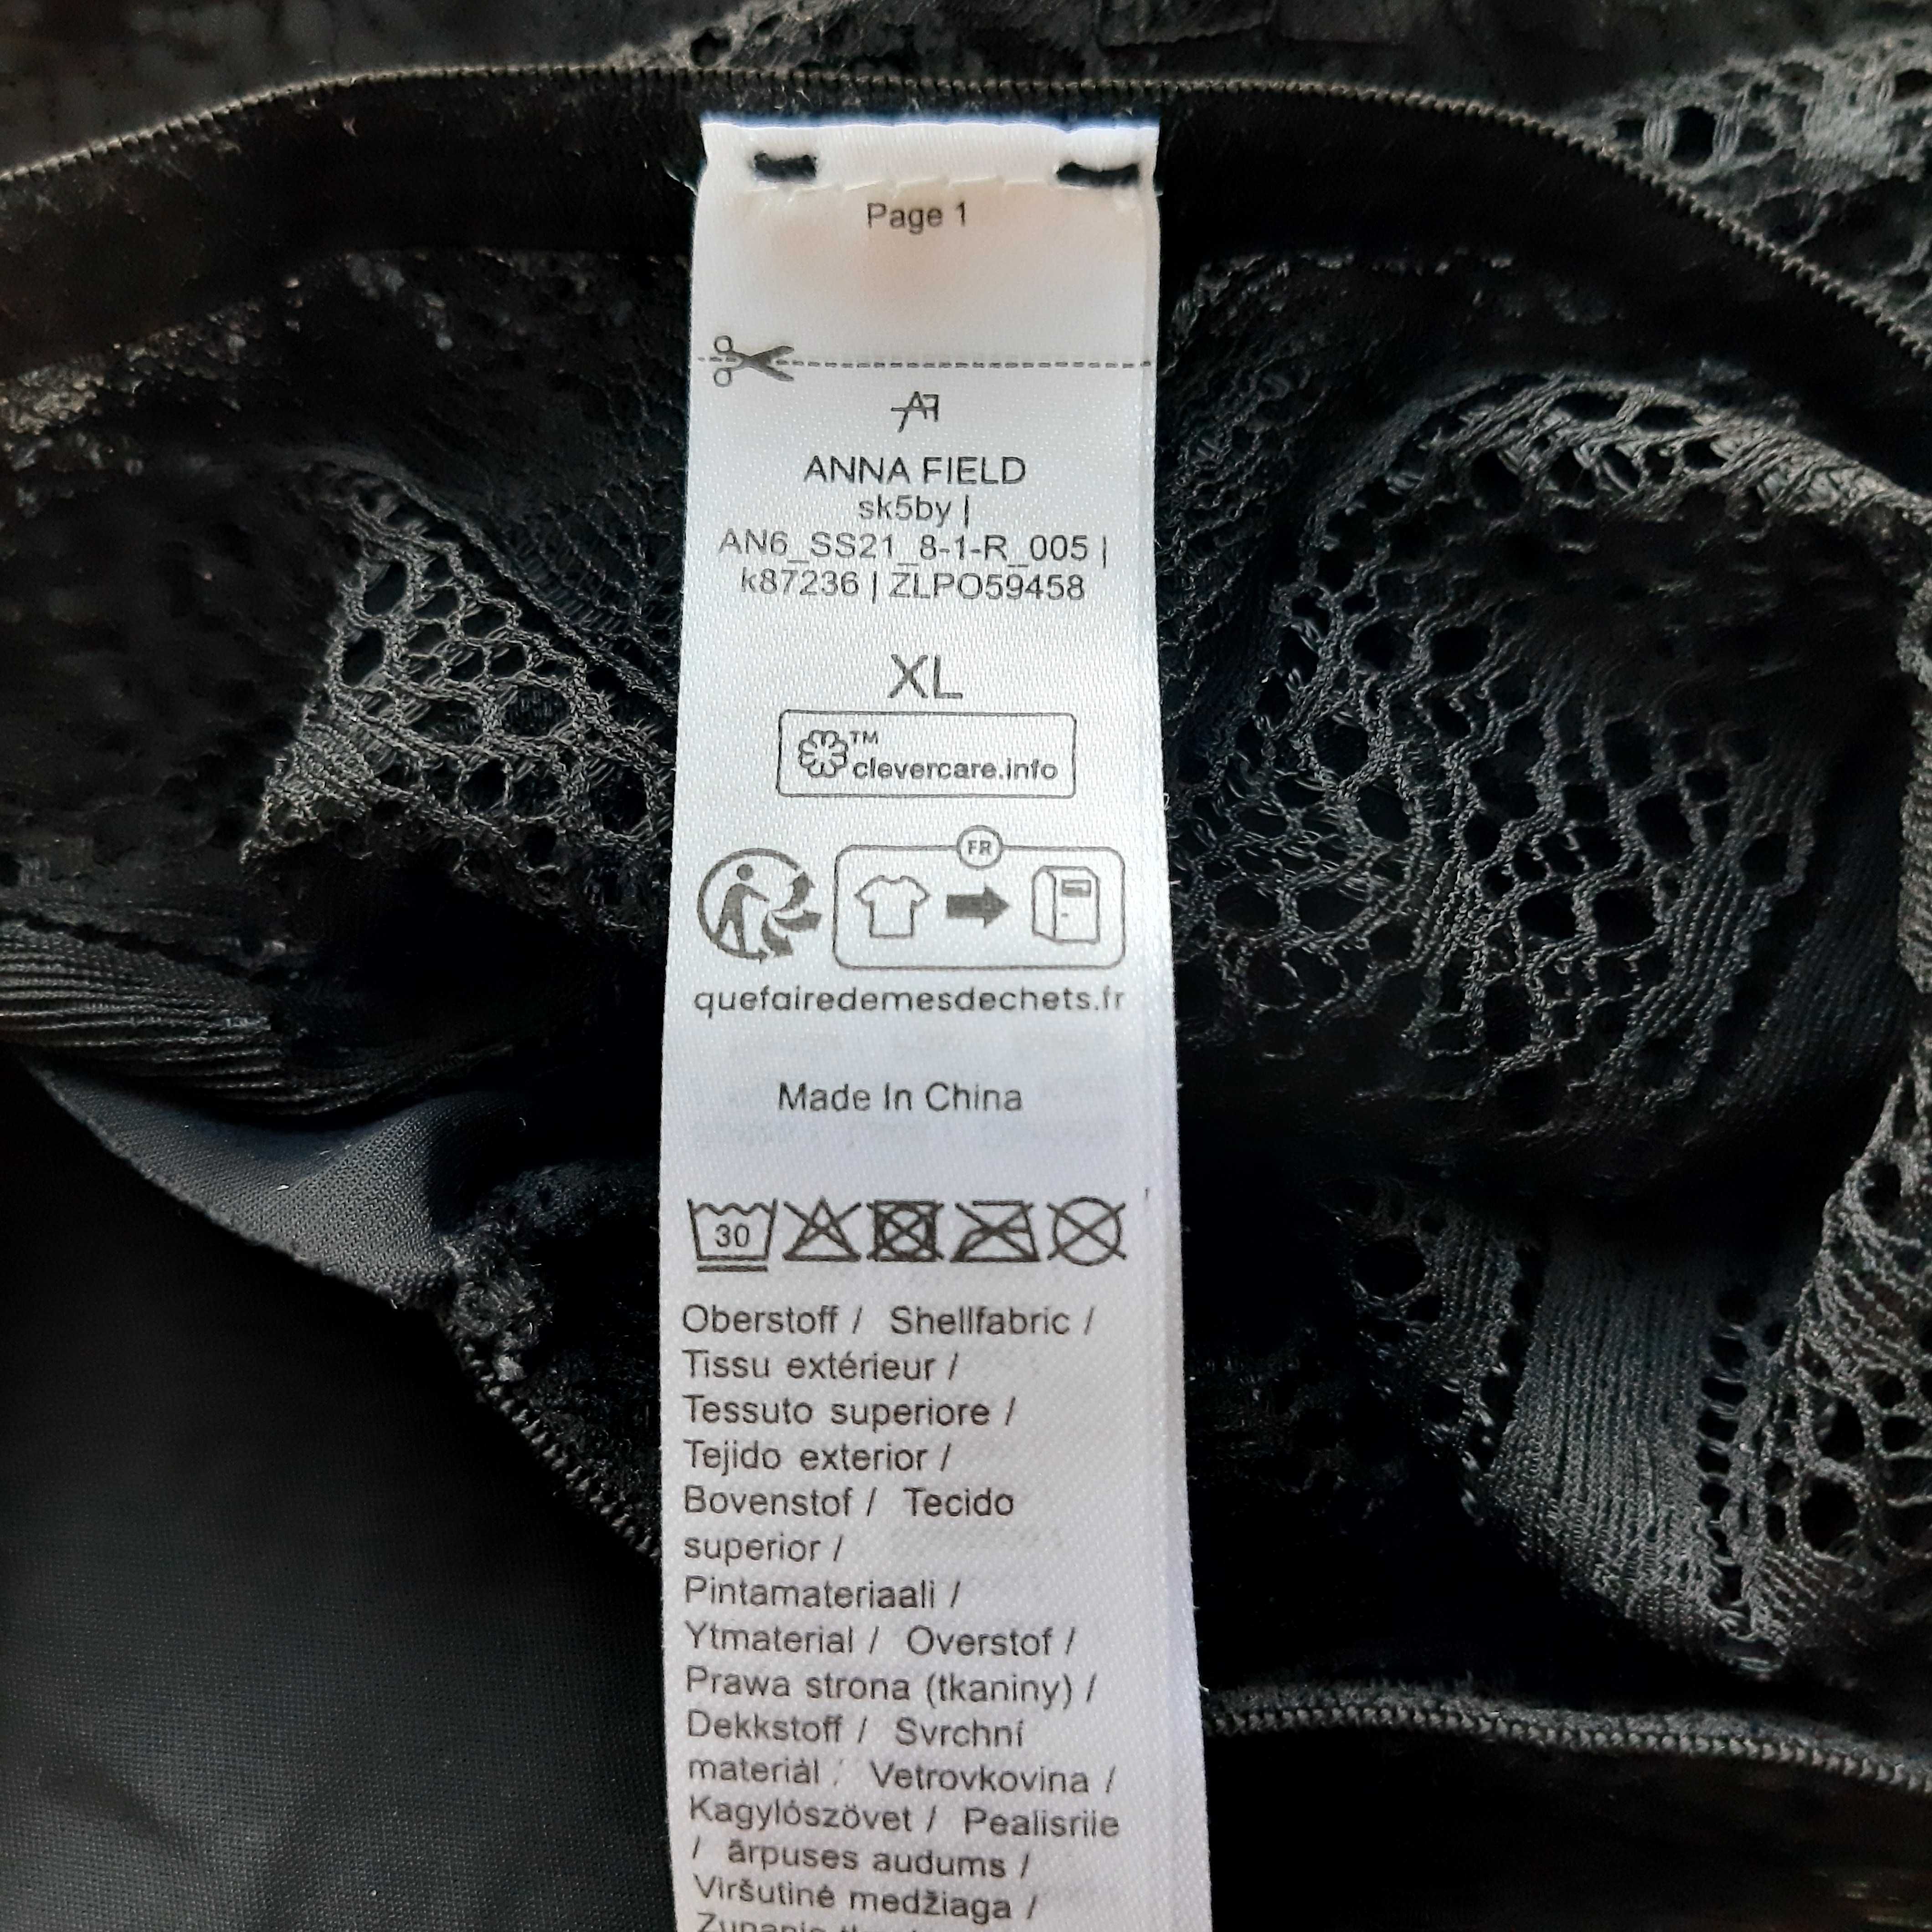 Page 1
ANNA FIELD
sk5by |
AN6_SS21_8-1-R_005 |
k87236 | ZLPO59458
XL
TM
clevercare.info
FR
quefairedemesdechets.fr
Made In China
30
Oberstoff / Shellfabric /
Tissu extérieur /
Tessuto superiore /
Tejido exterior /
Bovenstof / Tecido
superior /
Pintamateriaali /
Ytmaterial / Overstof /
Prawa strona (tkaniny) /
Dekkstoff / Svrchní
materiál / Vetrovkovina /
Kagylószövet / Pealisriie
/ ārpuses audums /
Viršutinė medžiaga /